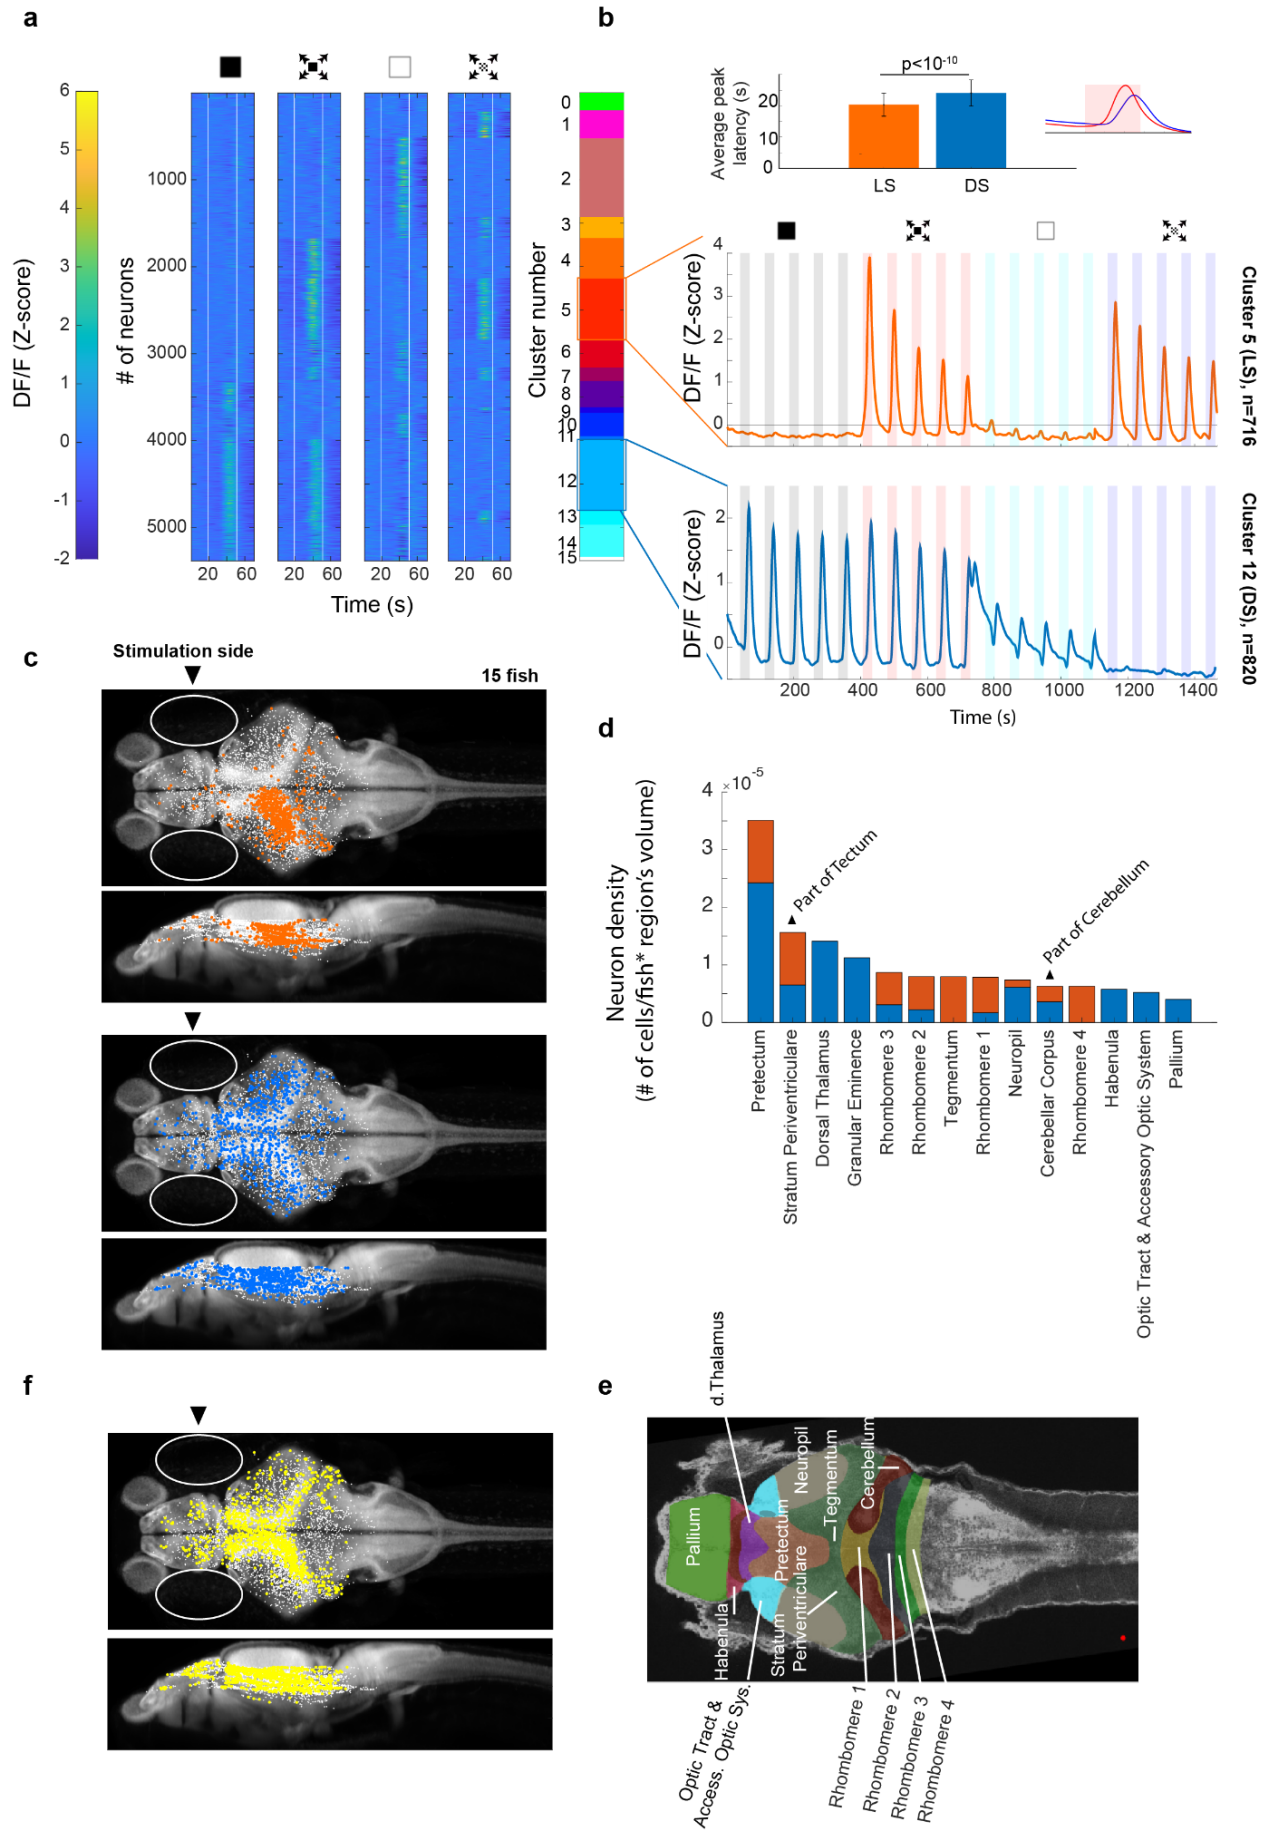 a
6
5
4
3
2
1
0
-1
-2
DF/F (Z-score)
# of neurons
1000
2000
3000
4000
5000
20 60
20 60
20 60
20 60
Time (s)
Cluster number
0
1
2
3
4
5
6
7
8
9
10
11
12
13
14
15
b
p<10-10
Average peak
latency (s)
20
10
0
LS
DS
DF/F (Z-score)
4
3
2
1
0
Cluster 5 (LS), n=716
DF/F (Z-score)
2
1
0
Cluster 12 (DS), n=820
200 400 600 800 1000 1200 1400
Time (s)
c
Stimulation side
15 fish
d
×10-5
4
3
2
1
0
Neuron density
(# of cells/fish* region's volume)
Part of Tectum
Part of Cerebellum
Pretectum
Stratum Periventriculare
Dorsal Thalamus
Granular Eminence
Rhombomere 3
Rhombomere 2
Tegmentum
Rhombomere 1
Neuropil
Cerebellar Corpus
Rhombomere 4
Habenula
Optic Tract & Accessory Optic System
Pallium
f
e
d.Thalamus
Pallium
Habenula
Pretectum
Neuropil
Tegmentum
Cerebellum
Stratum
Periventriculare
Optic Tract &
Access. Optic Sys.
Rhombomere 1
Rhombomere 2
Rhombomere 3
Rhombomere 4